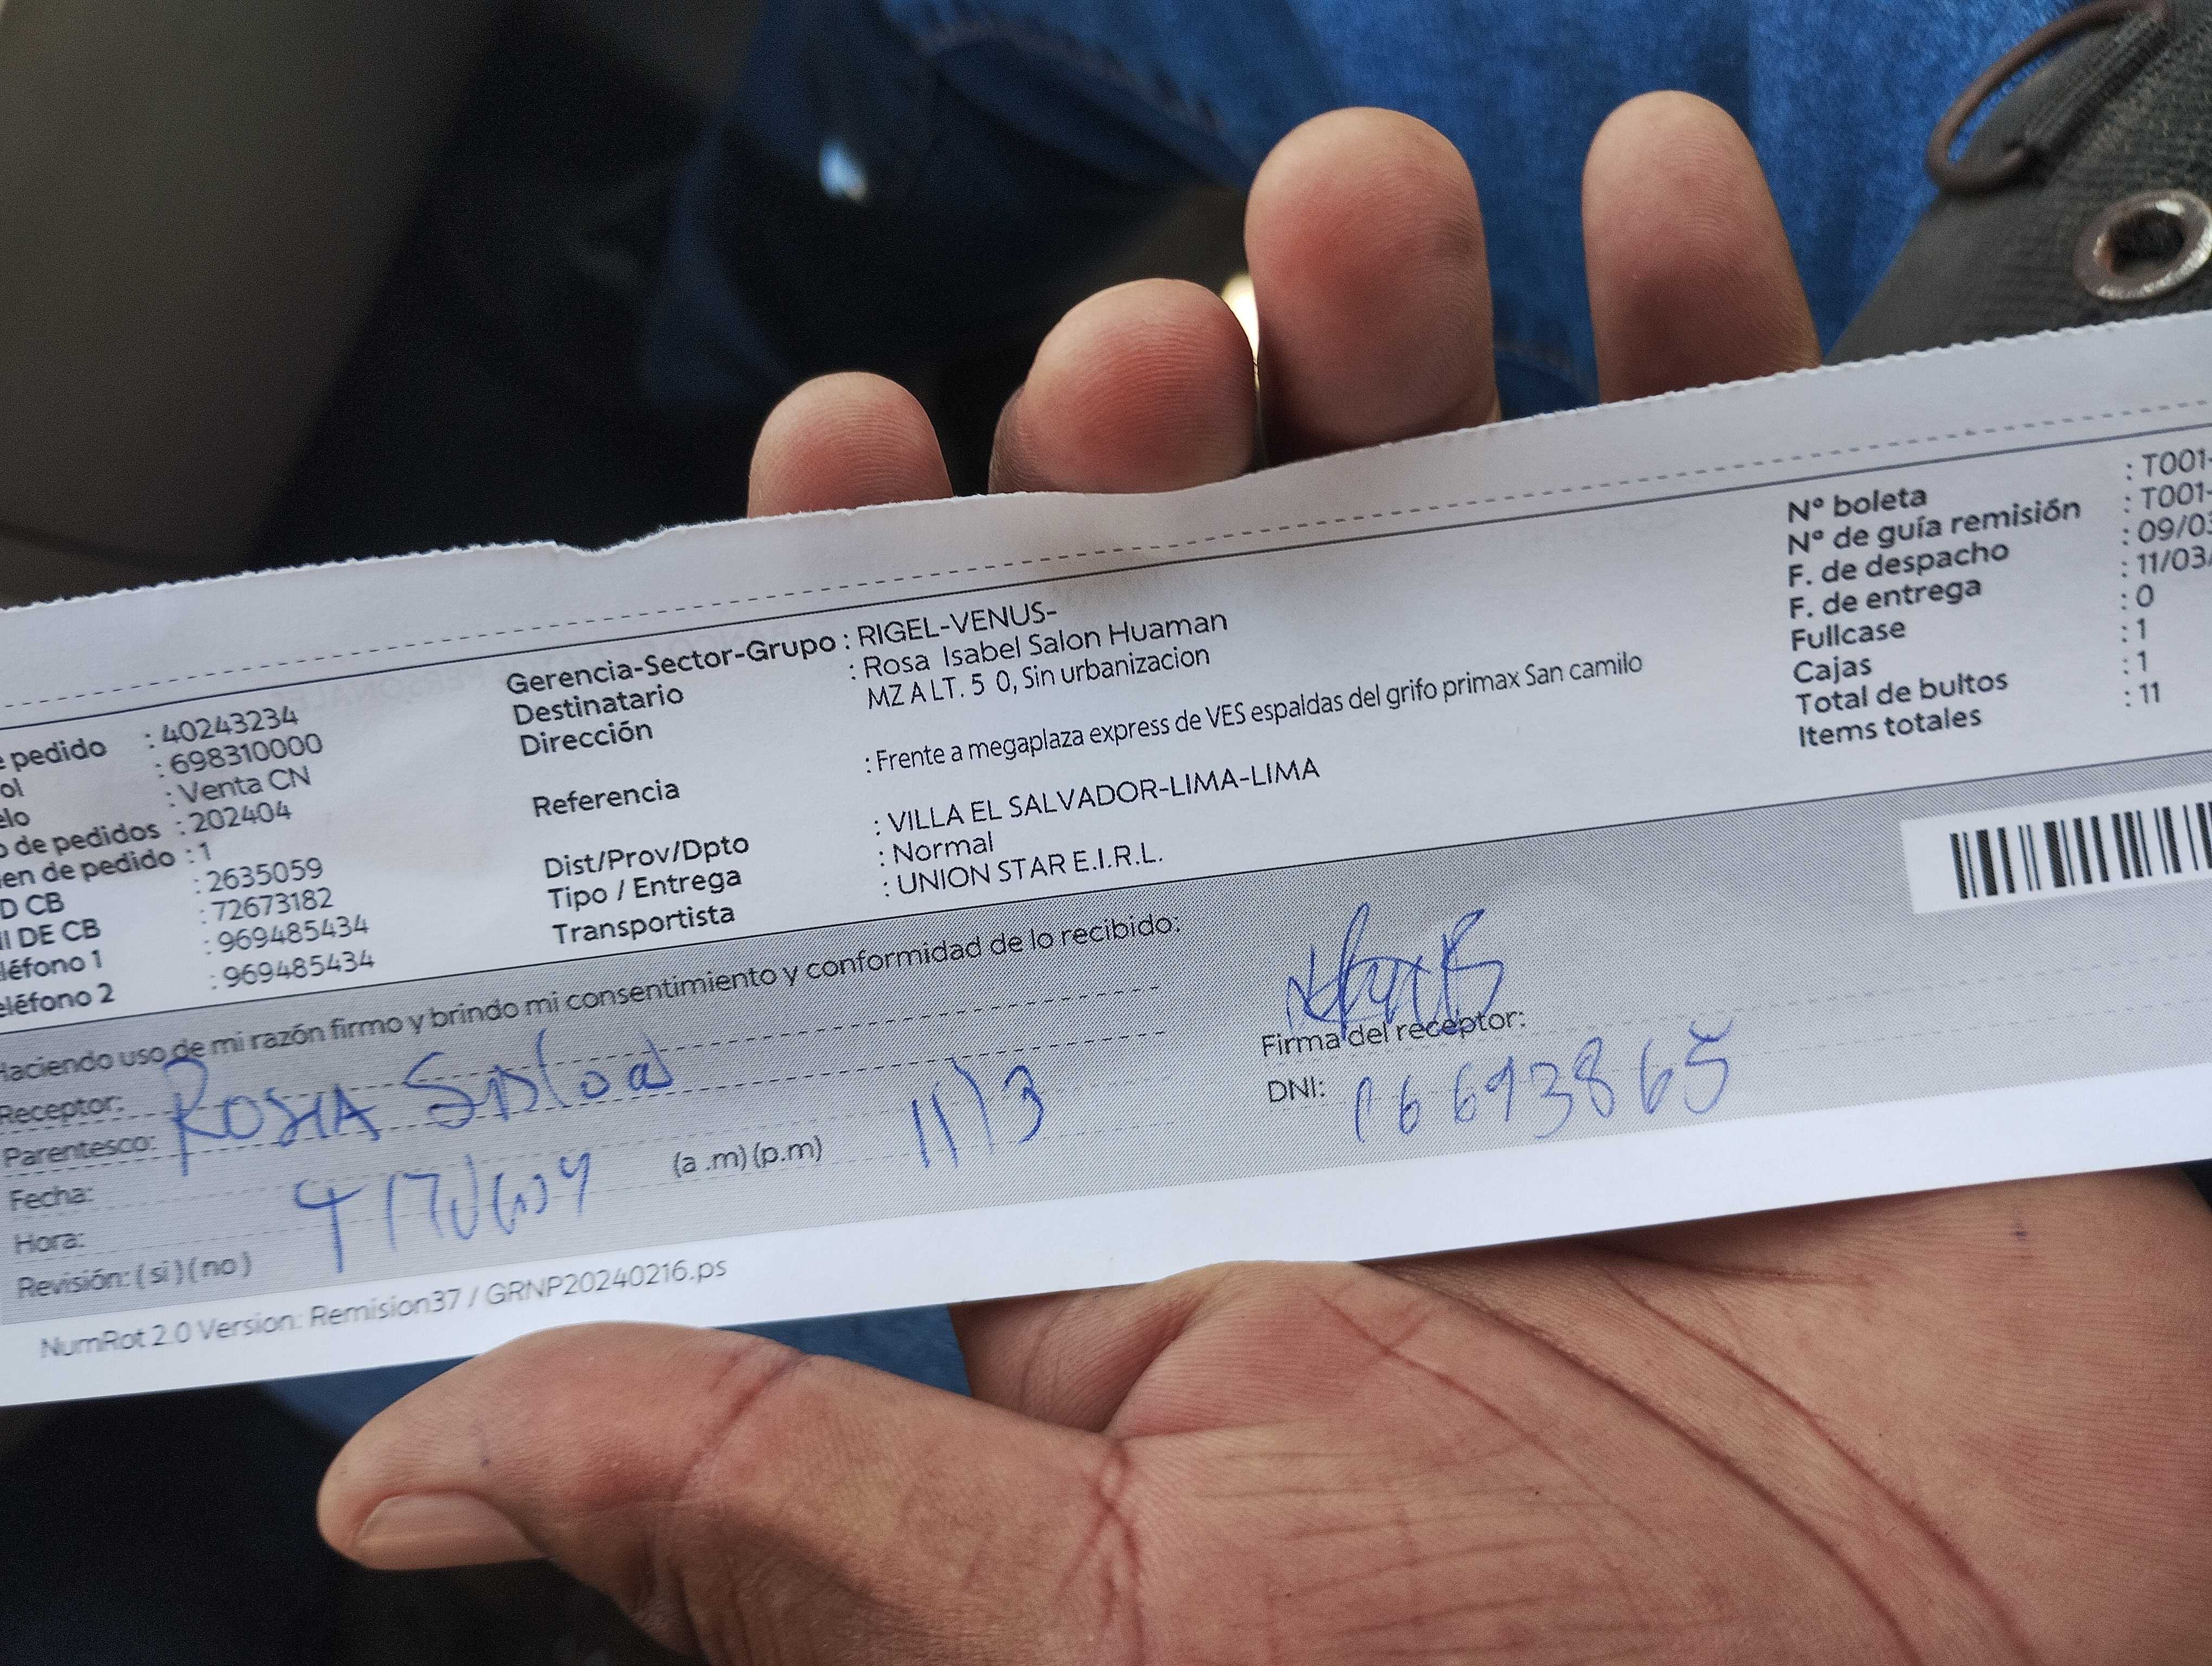 e pedido : 40243234
ol : 698310000
elo : Venta CN
o de pedidos : 202404
en de pedido : 1
D CB : 2635059
II DE CB : 72673182
léfono 1 : 969485434
eléfono 2 : 969485434
Gerencia-Sector-Grupo : RIGEL-VENUS-
Destinatario : Rosa Isabel Salon Huaman
Dirección MZ A LT. 5 0, Sin urbanizacion
Referencia : Frente a megaplaza express de VES espaldas del grifo primax San camilo
Dist/Prov/Dpto : VILLA EL SALVADOR-LIMA-LIMA
Tipo / Entrega : Normal
Transportista : UNION STAR E.I.R.L.
N° boleta : T001-
N° de guía remisión : T001-
F. de despacho : 09/03
F. de entrega : 11/03/
Fullcase : 0
Cajas : 1
Total de bultos : 1
Items totales : 11
Haciendo uso de mi razón firmo y brindo mi consentimiento y conformidad de lo recibido:
Receptor:
Parentesco:
Fecha:
Hora: (a .m) (p.m) 11/3
Revisión: ( si ) ( no )
Firma del receptor:
DNI:
NumRot 2.0 Version: Remision37 / GRNP20240216.ps